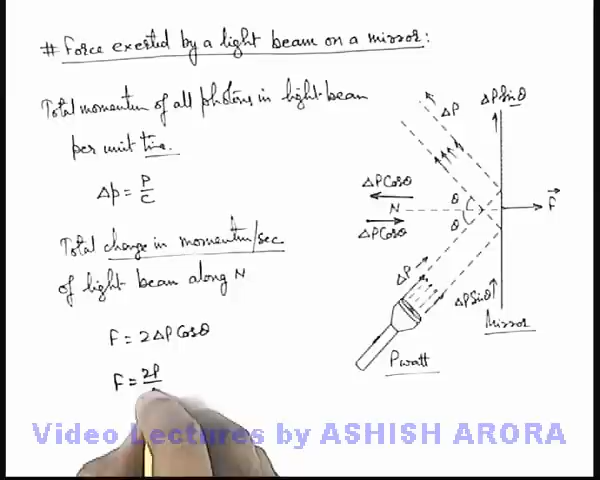 # Force exerted by a light beam on a mirror:
Total momentum of all photons in light beam
per unit time.
Δp = P/C
Total change in momentum/sec
of light beam along N
F = 2ΔP Cosθ
F = 2P
ΔP
ΔP Sinθ
ΔP Cosθ
θ
N
F⃗
θ
ΔP Cosθ
ΔP
ΔP Sinθ
Mirror
P watt
Video Lectures by ASHISH ARORA